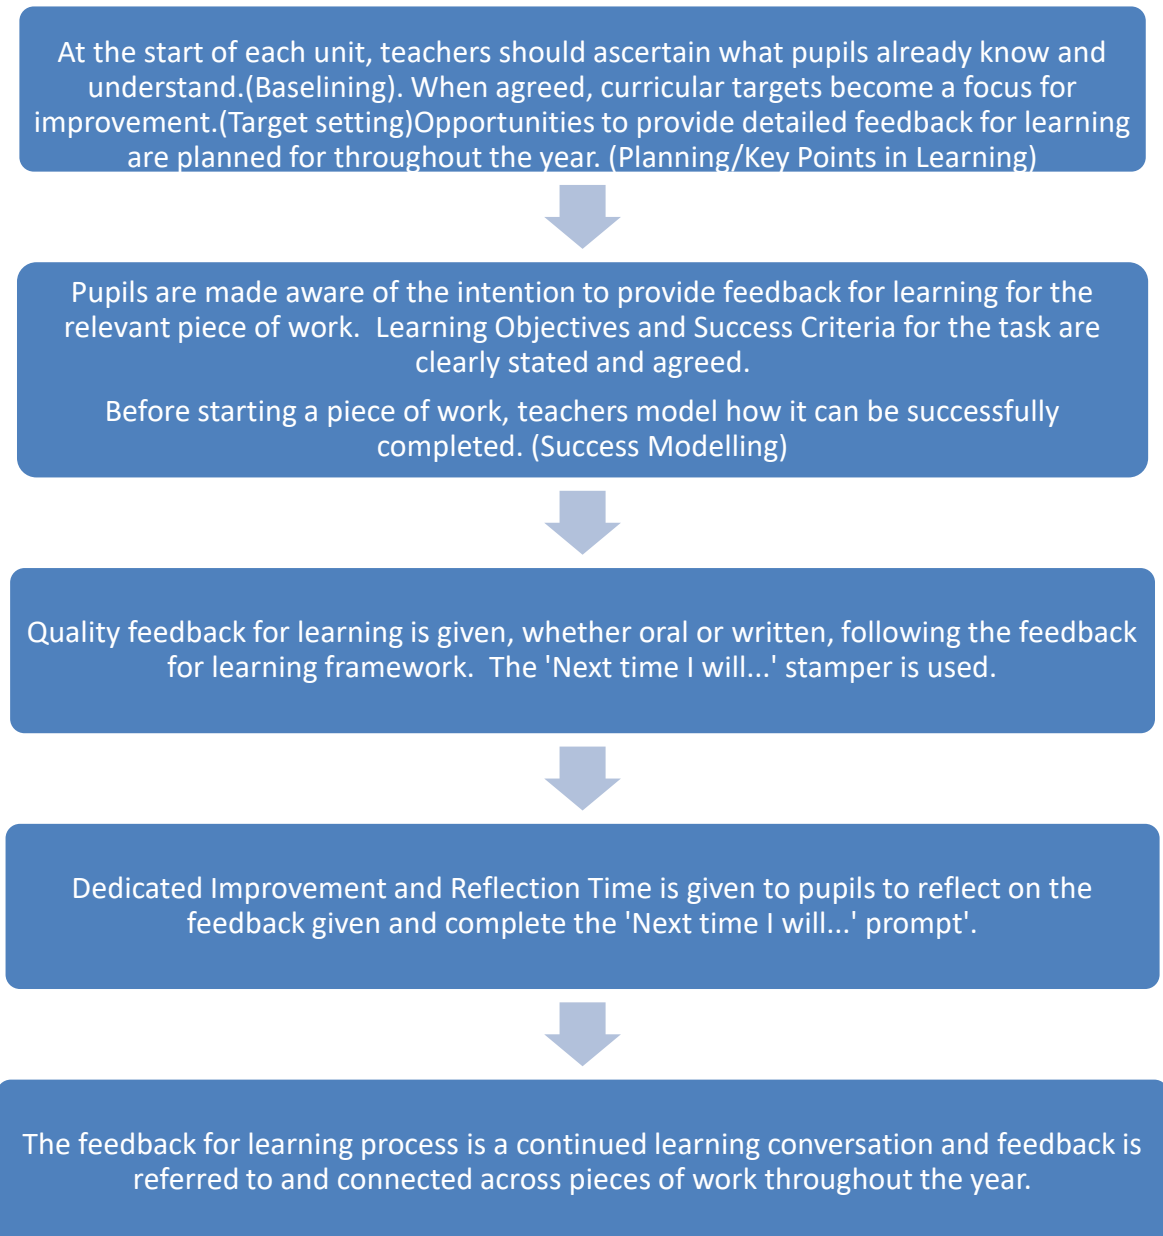 At the start of each unit, teachers should ascertain what pupils already know and
understand.(Baselining). When agreed, curricular targets become a focus for
improvement.(Target setting)Opportunities to provide detailed feedback for learning
are planned for throughout the year. (Planning/Key Points in Learning)
Pupils are made aware of the intention to provide feedback for learning for the
relevant piece of work.  Learning Objectives and Success Criteria for the task are
clearly stated and agreed.
Before starting a piece of work, teachers model how it can be successfully
completed. (Success Modelling)
Quality feedback for learning is given, whether oral or written, following the feedback
for learning framework.  The 'Next time I will...' stamper is used.
Dedicated Improvement and Reflection Time is given to pupils to reflect on the
feedback given and complete the 'Next time I will...' prompt'.
The feedback for learning process is a continued learning conversation and feedback is
referred to and connected across pieces of work throughout the year.